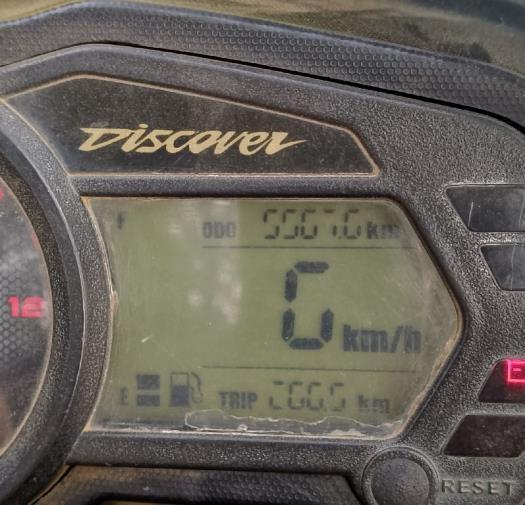 Discover
F
ODO 5567.6 km
12
km/h
E
TRIP km
RESET